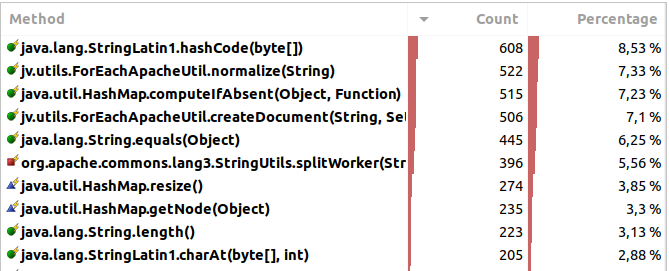 Method Count Percentage
java.lang.StringLatin1.hashCode(byte[]) 608 8,53 %
jv.utils.ForEachApacheUtil.normalize(String) 522 7,33 %
java.util.HashMap.computeIfAbsent(Object, Function) 515 7,23 %
jv.utils.ForEachApacheUtil.createDocument(String, Set 506 7,1 %
java.lang.String.equals(Object) 445 6,25 %
org.apache.commons.lang3.StringUtils.splitWorker(Str 396 5,56 %
java.util.HashMap.resize() 274 3,85 %
java.util.HashMap.getNode(Object) 235 3,3 %
java.lang.String.length() 223 3,13 %
java.lang.StringLatin1.charAt(byte[], int) 205 2,88 %